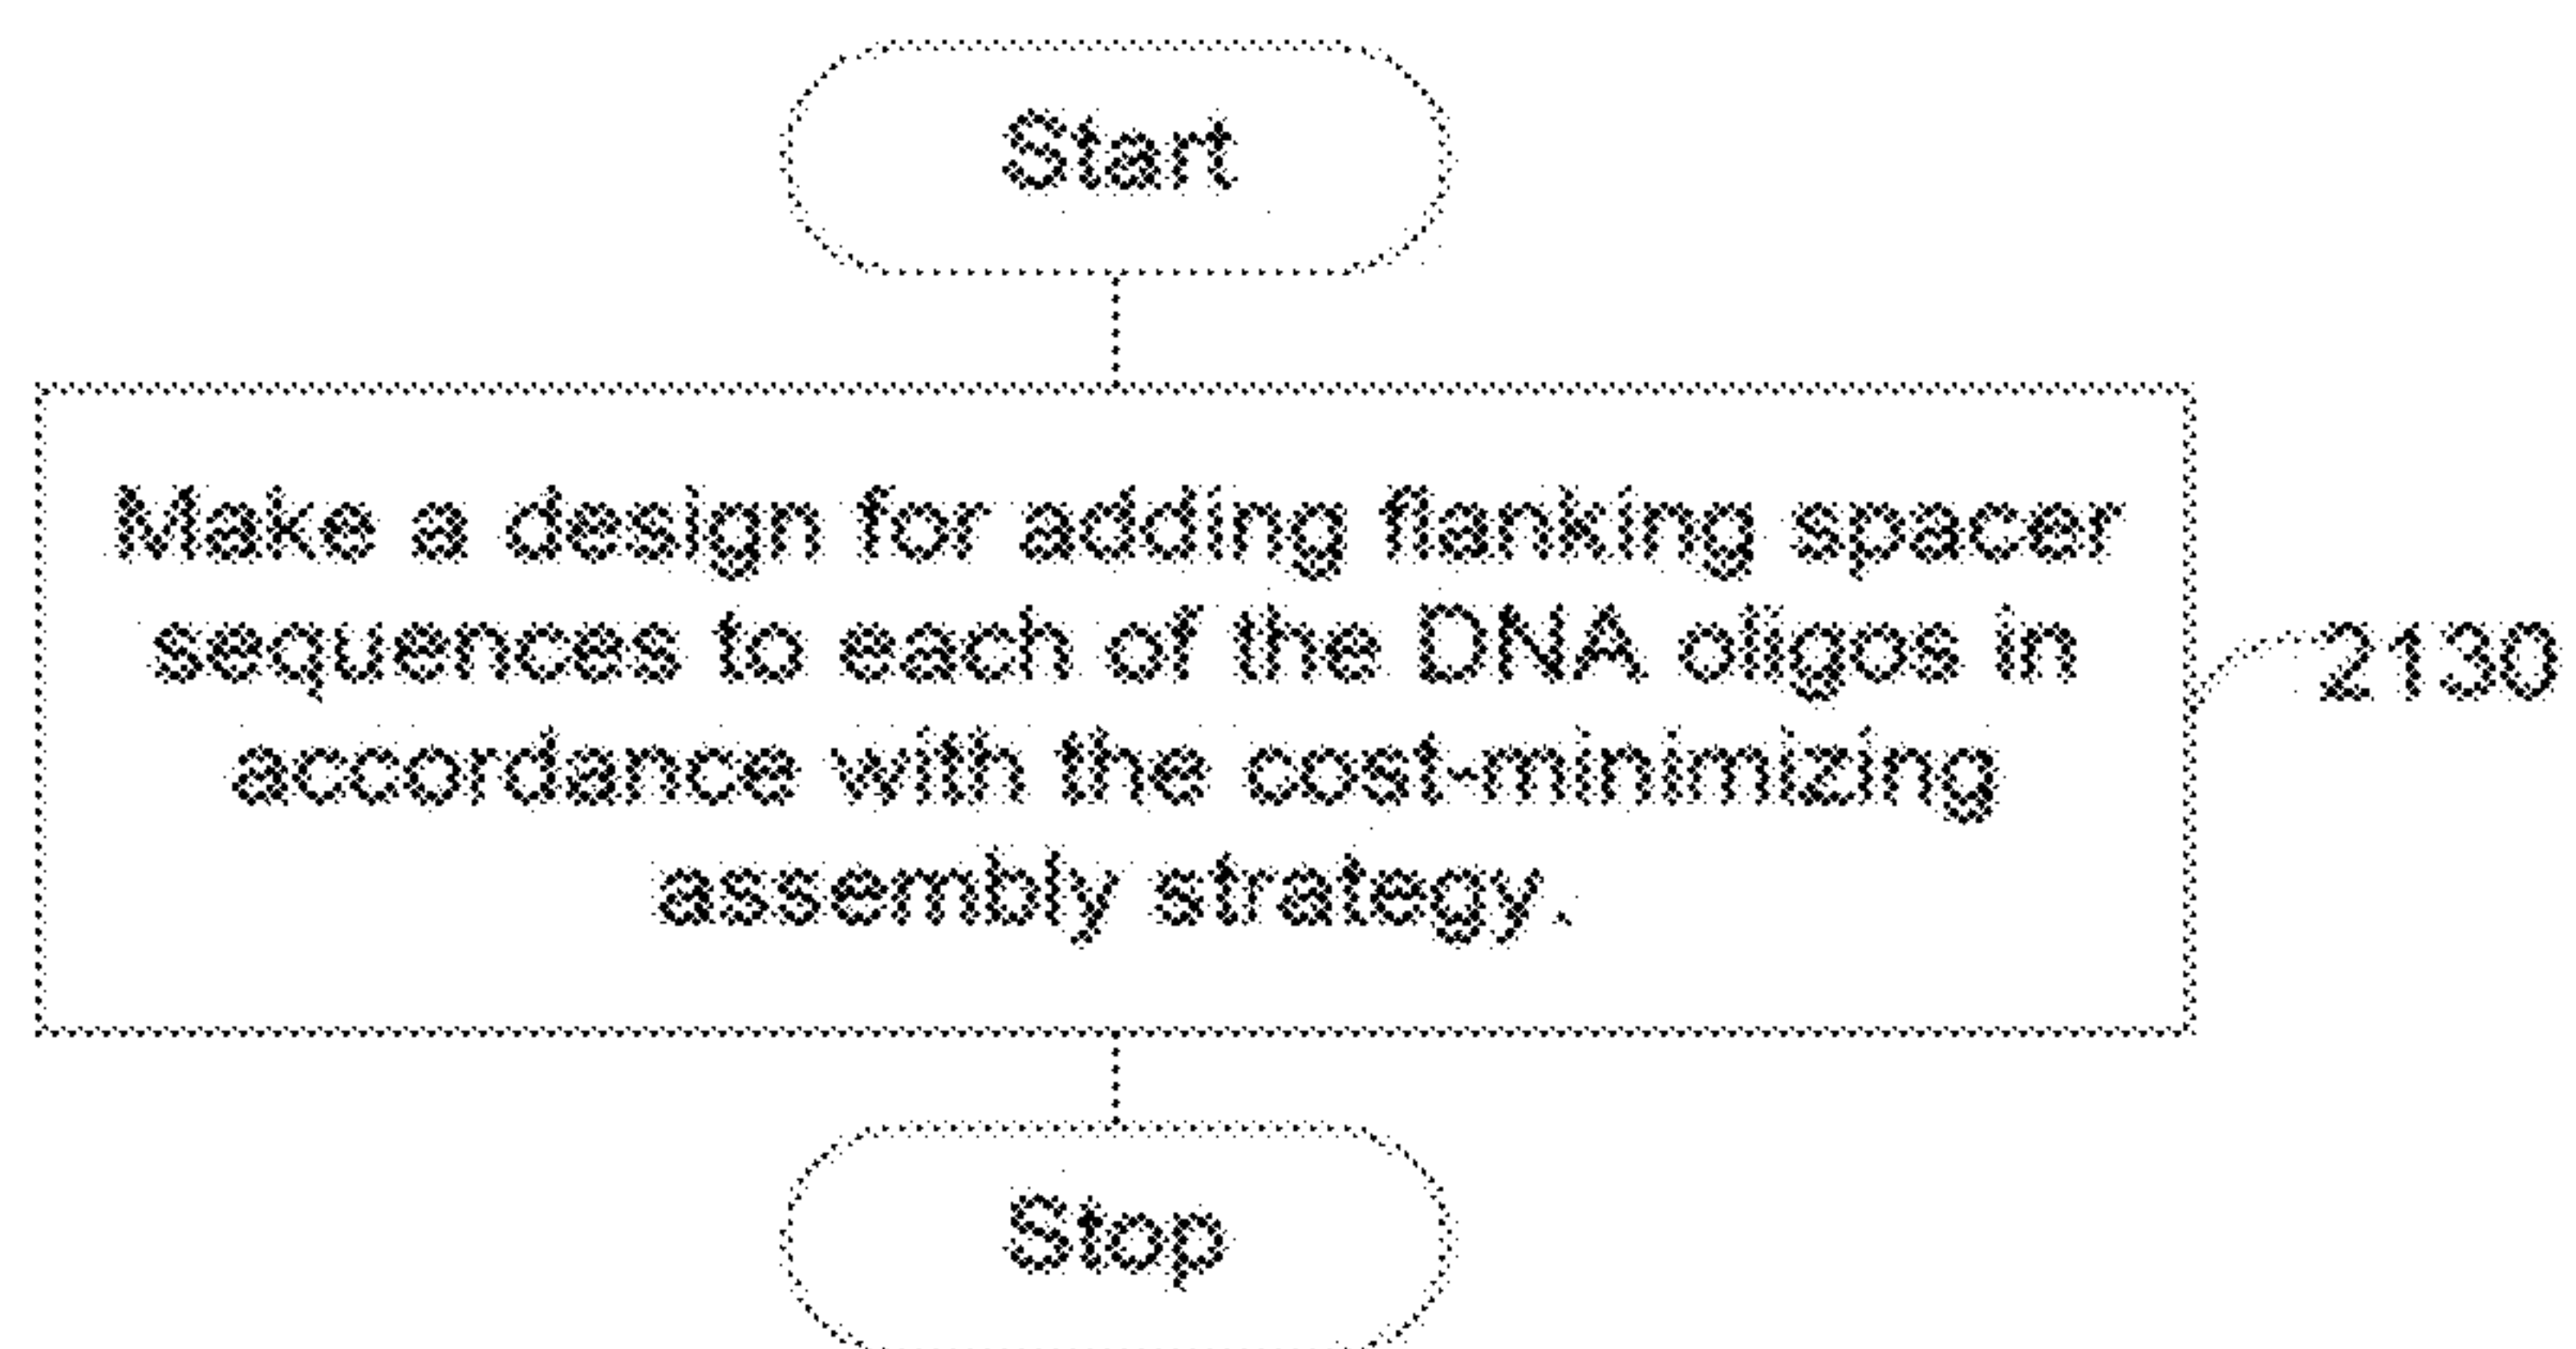 Start
Make a design for adding flanking spacer
sequences to each of the DNA oligos in
accordance with the cost-minimizing
assembly strategy.
2130
Stop